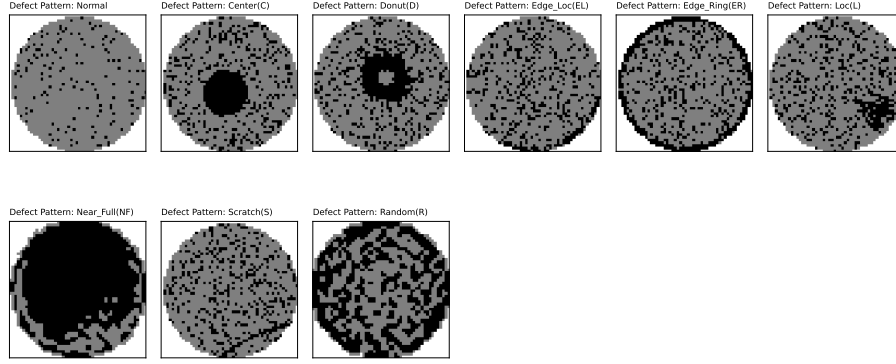 Defect Pattern: Normal
Defect Pattern: Center(C)
Defect Pattern: Donut(D)
Defect Pattern: Edge_Loc(EL)
Defect Pattern: Edge_Ring(ER)
Defect Pattern: Loc(L)
Defect Pattern: Near_Full(NF)
Defect Pattern: Scratch(S)
Defect Pattern: Random(R)